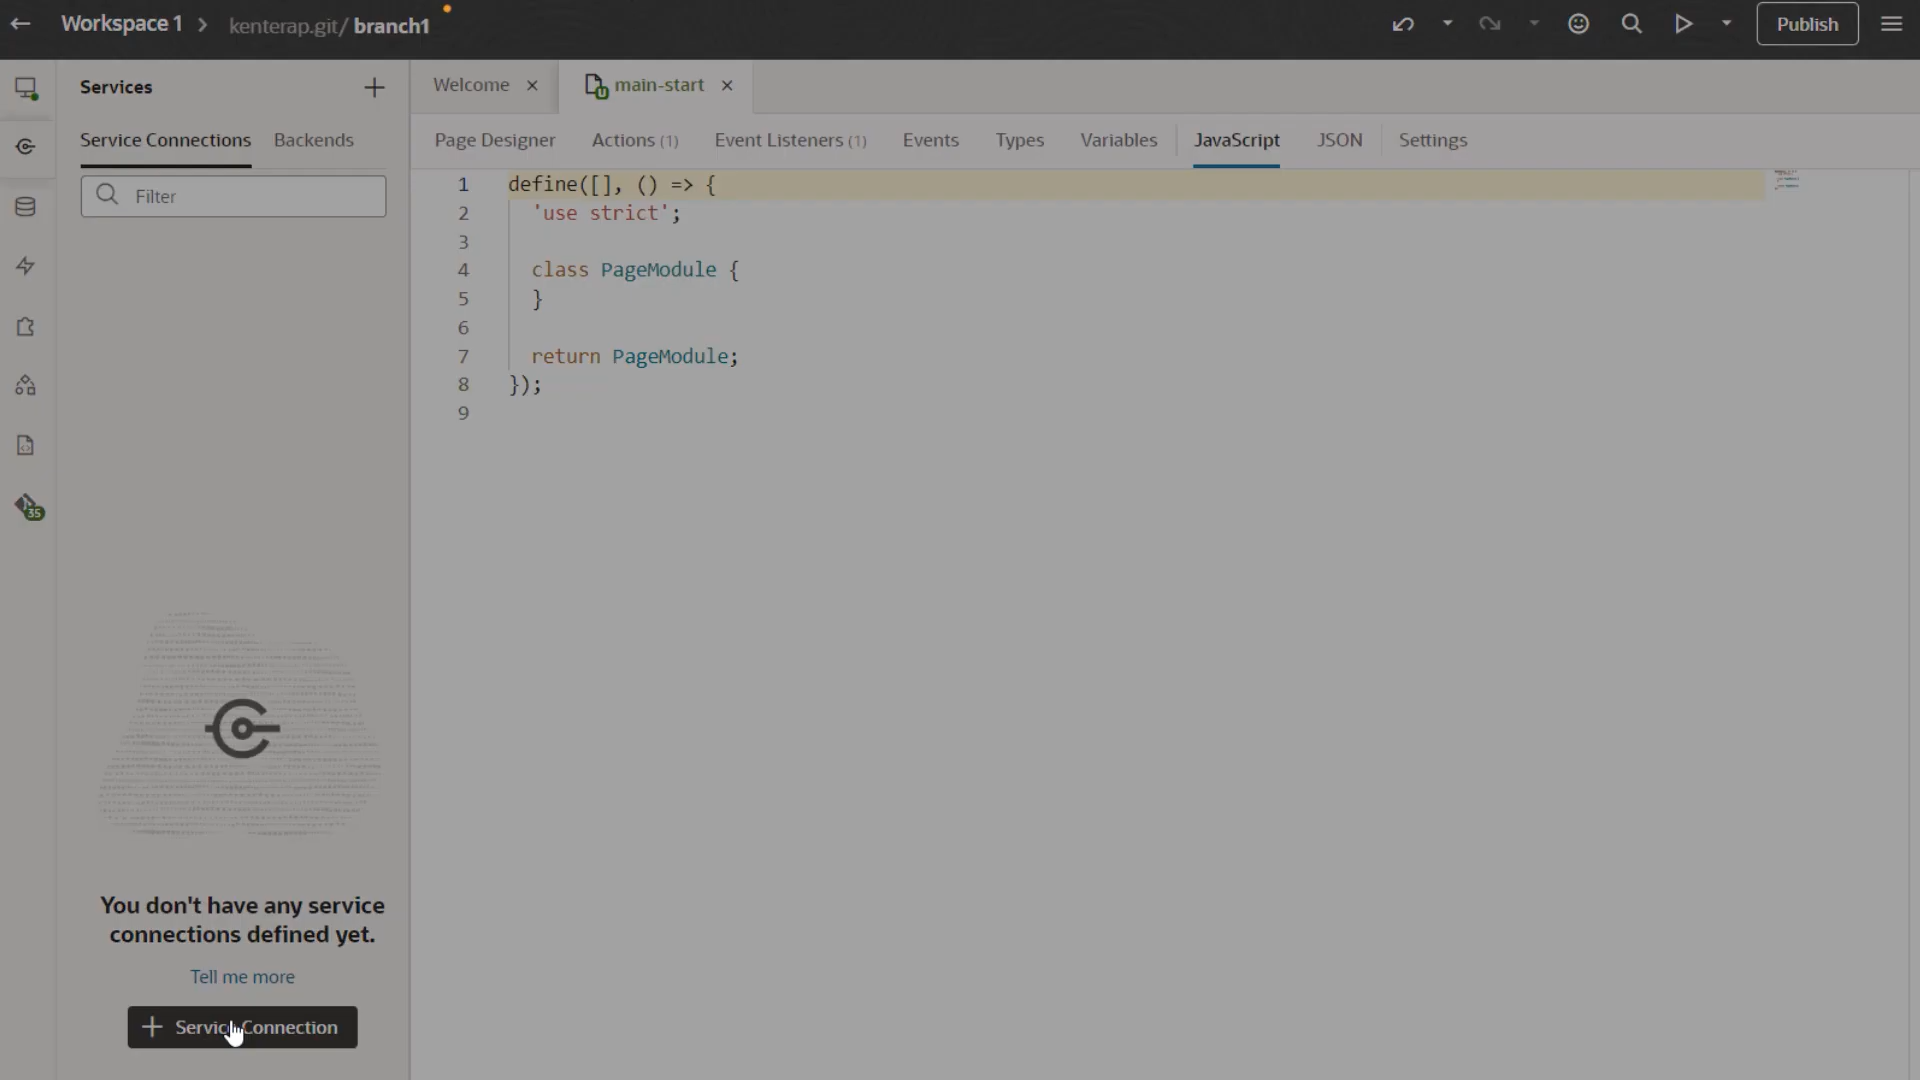 Workspace 1 > kenterap.git/ branch1
Publish
Services
Service Connections Backends
Filter
You don't have any service
connections defined yet.
Tell me more
+ Service Connection
35
Welcome × main-start ×
Page Designer Actions (1) Event Listeners (1) Events Types Variables JavaScript JSON Settings
1 define([], () => {
2 'use strict';
3
4 class PageModule {
5 }
6
7 return PageModule;
8 });
9